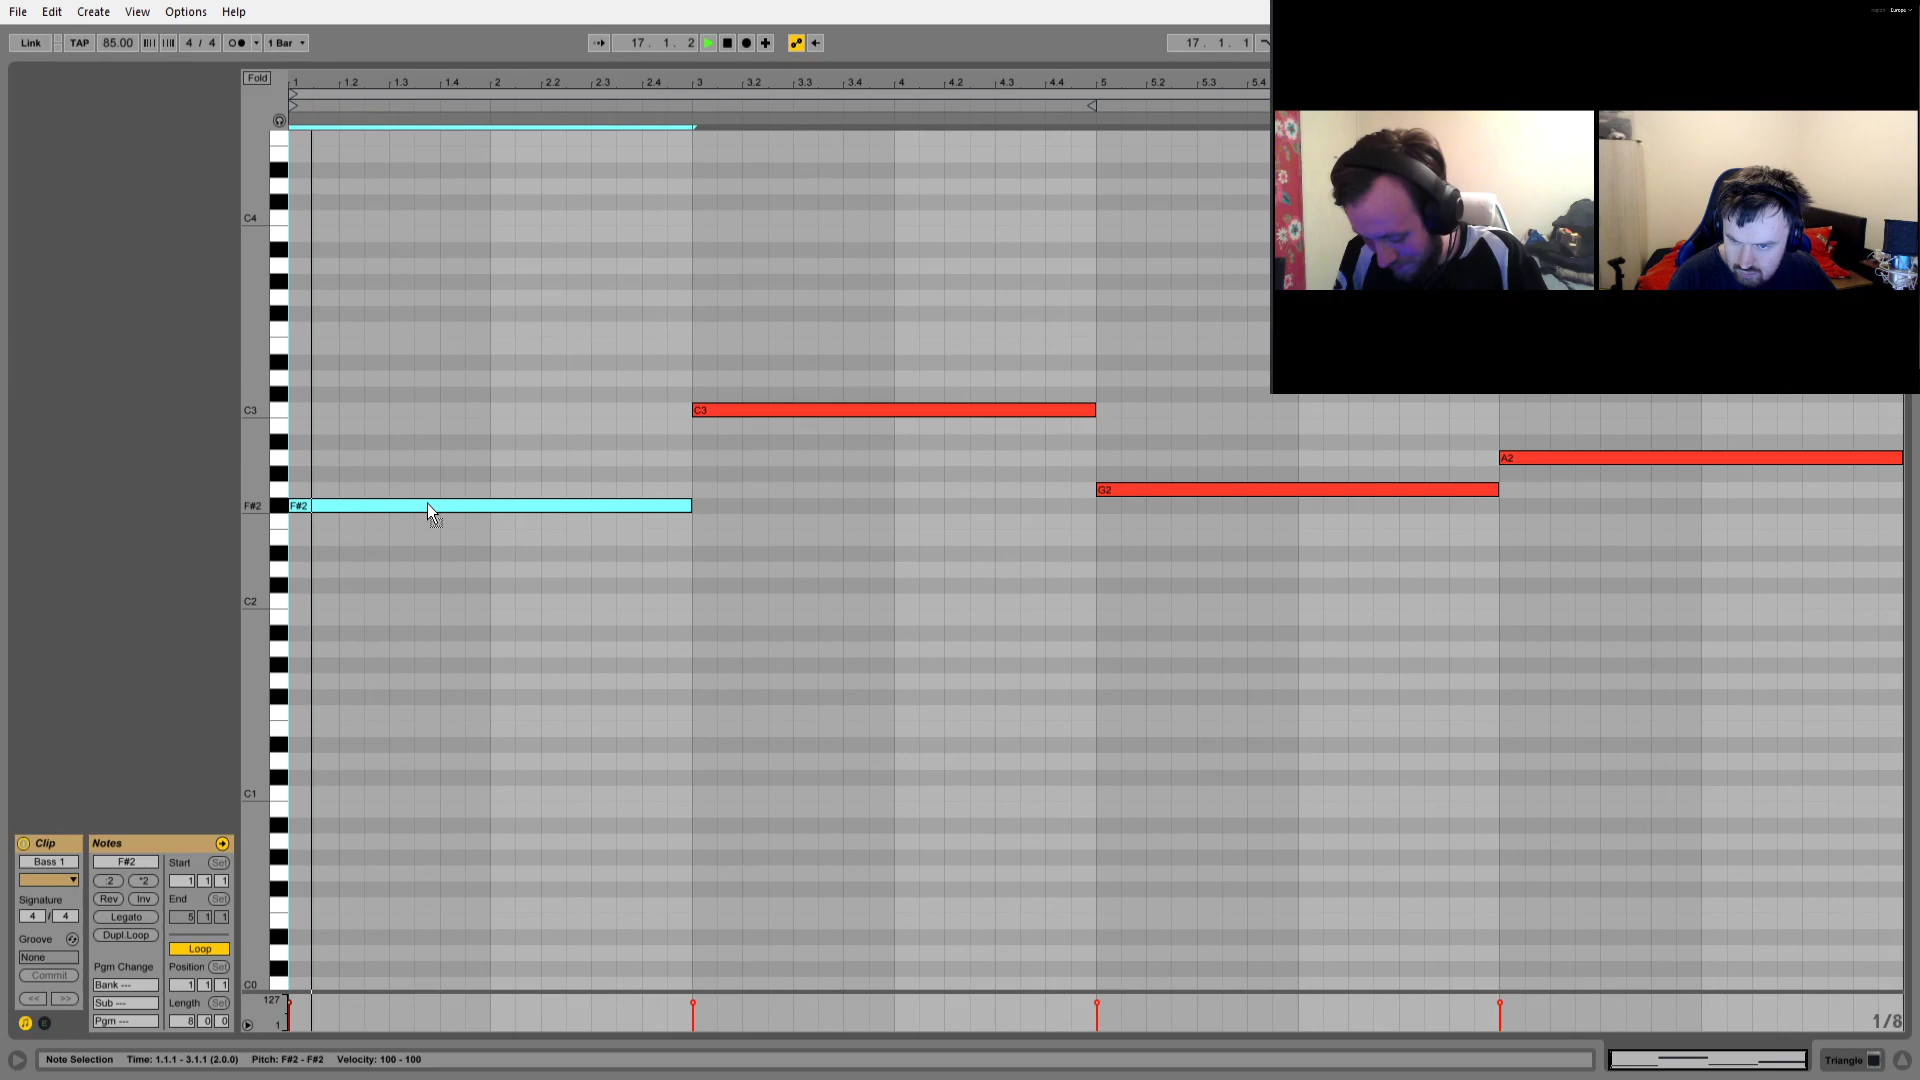 File Edit Create View Options Help
region Europe
Link TAP 85.00 4 / 4 1 Bar 17. 1. 2 17. 1. 1
Fold 1 1.2 1.3 1.4 2 2.2 2.3 2.4 3 3.2 3.3 3.4 4 4.2 4.3 4.4 5 5.2 5.3 5.4
C4
C3 C3
A2
G2
F#2 F#2
C2
C1
C0
Clip Notes
Bass 1 F#2 Start Set
:2 *2 1 1 1
Signature Rev Inv End Set
4 / 4 Legato 5 1 1
Groove Dupl.Loop
None Loop
Commit Pgm Change Position Set
Bank --- 1 1 1
<< >> Sub --- Length Set
Pgm --- 8 0 0
127
1
1/8
Note Selection Time: 1.1.1 - 3.1.1 (2.0.0) Pitch: F#2 - F#2 Velocity: 100 - 100
Triangle